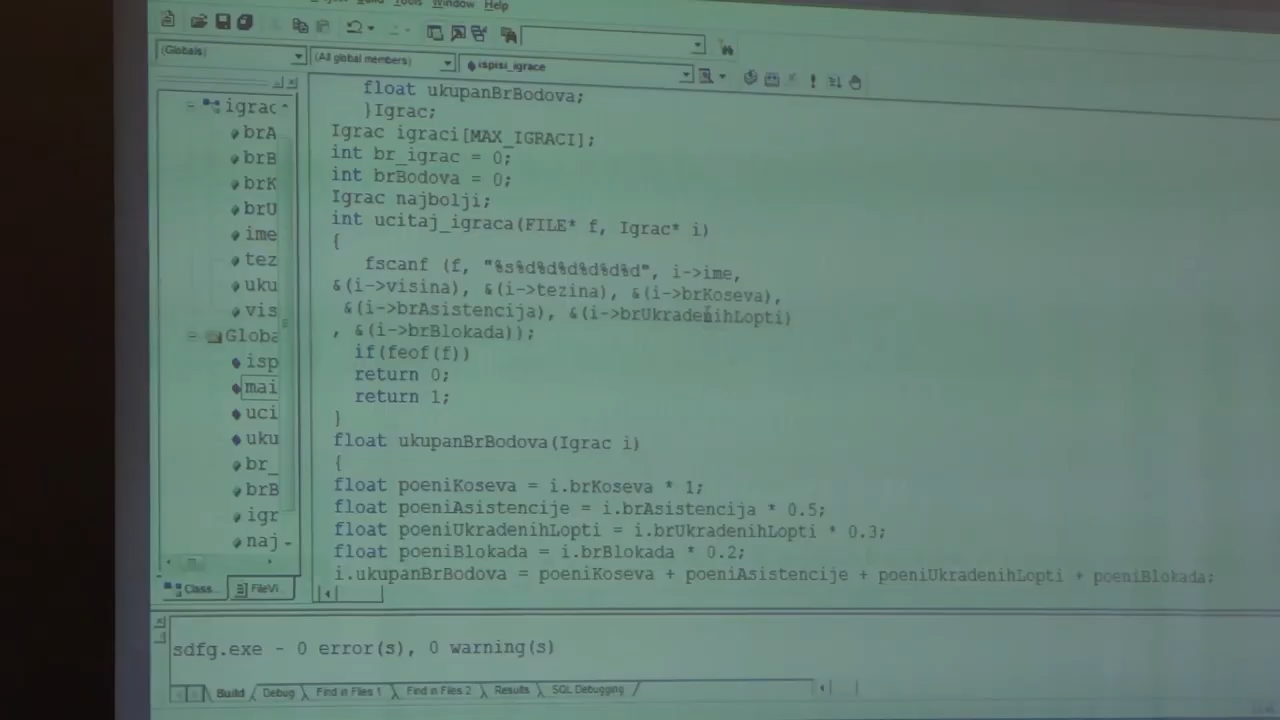 Window Help
(Globals) (All global members) ispisi_igrace
float ukupanBrBodova;
}Igrac;
Igrac igraci[MAX_IGRACI];
int br_igrac = 0;
int brBodova = 0;
Igrac najbolji;
int ucitaj_igraca(FILE* f, Igrac* i)
{
fscanf (f, "%s%d%d%d%d%d%d", i->ime,
&(i->visina), &(i->tezina), &(i->brKoseva),
&(i->brAsistencija), &(i->brUkradenihLopti)
, &(i->brBlokada));
if(feof(f))
return 0;
return 1;
}
float ukupanBrBodova(Igrac i)
{
float poeniKoseva = i.brKoseva * 1;
float poeniAsistencije = i.brAsistencija * 0.5;
float poeniUkradenihLopti = i.brUkradenihLopti * 0.3;
float poeniBlokada = i.brBlokada * 0.2;
i.ukupanBrBodova = poeniKoseva + poeniAsistencije + poeniUkradenihLopti + poeniBlokada;
igrac
brA
brB
brK
brU
ime
tez
uku
vis
Globa
isp
mai
uci
uku
br_
brB
igr
naj
Class... FileVi...
sdfg.exe - 0 error(s), 0 warning(s)
Build Debug Find in Files 1 Find in Files 2 Results SQL Debugging